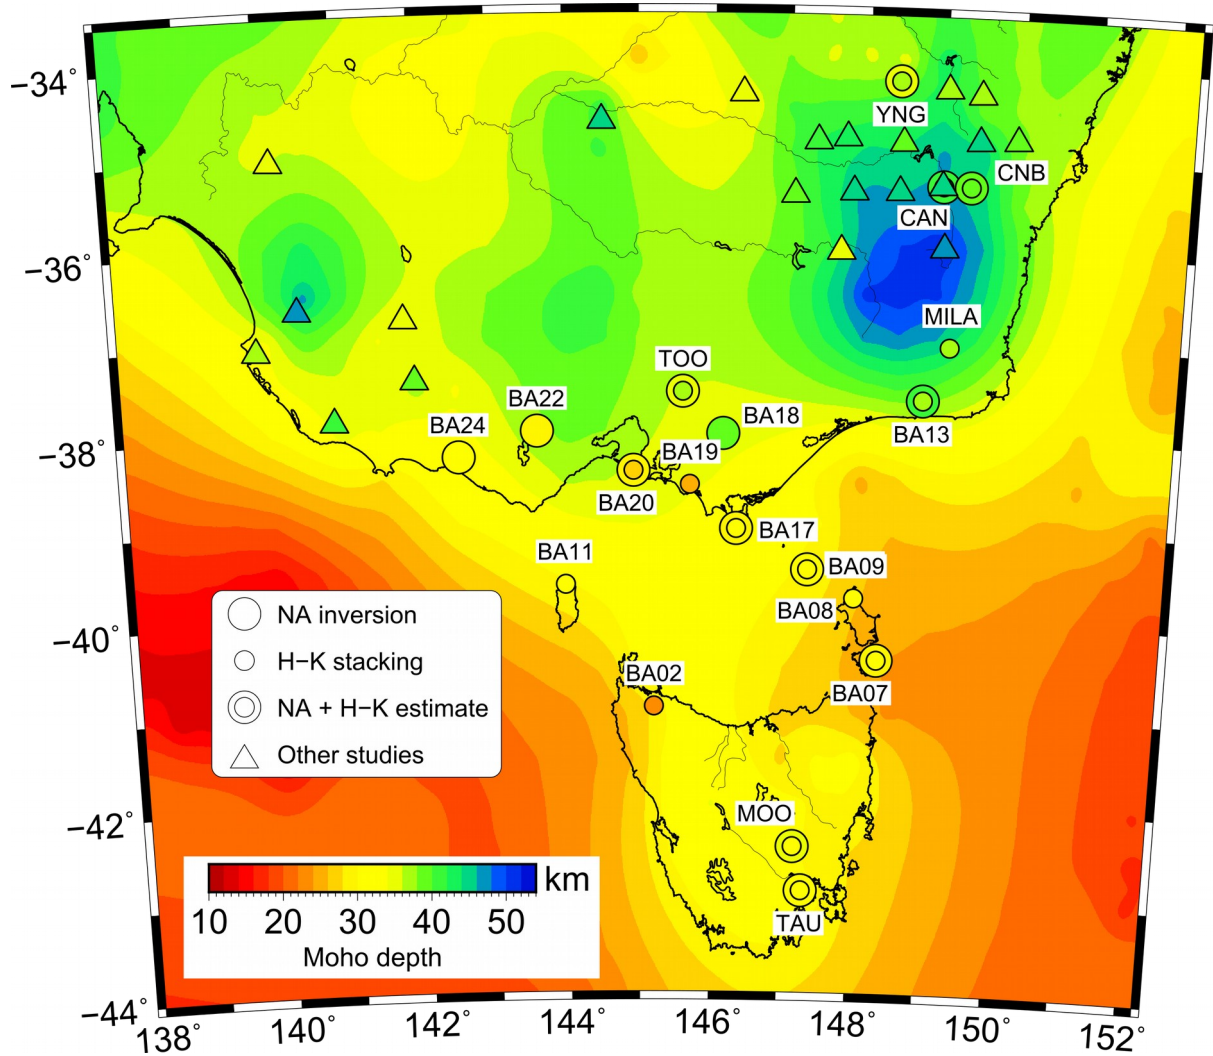 −34°
−36°
−38°
−40°
−42°
−44°
YNG
CNB
CAN
MILA
TOO
BA22
BA18
BA24
BA13
BA19
BA20
BA17
BA11
BA09
BA08
BA02
BA07
NA inversion
H−K stacking
NA + H−K estimate
Other studies
MOO
TAU
km
10 20 30 40 50
Moho depth
138° 140° 142° 144° 146° 148° 150° 152°